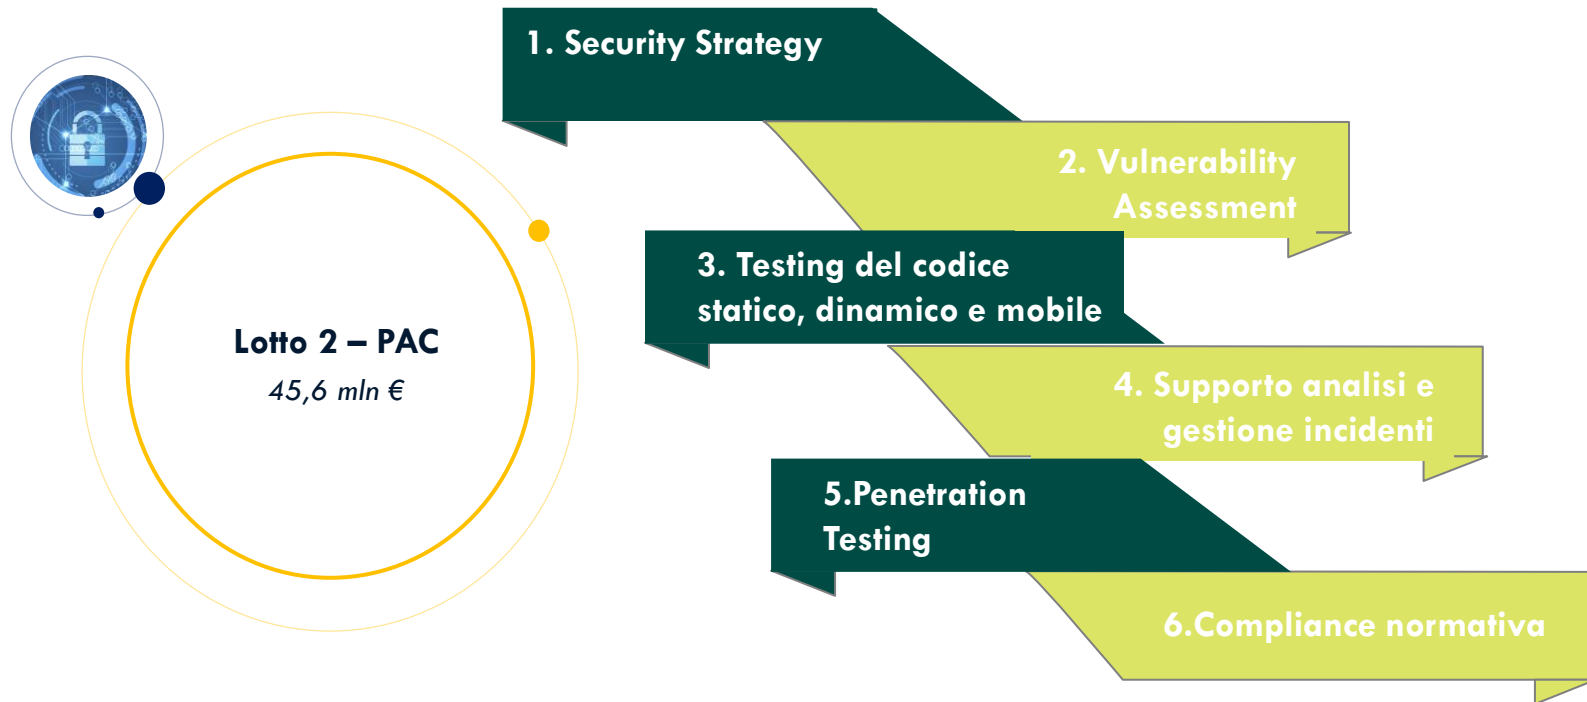 1. Security Strategy
2. Vulnerability
Assessment
3. Testing del codice
statico, dinamico e mobile
Lotto 2 – PAC
45,6 mln €
4. Supporto analisi e
gestione incidenti
5.Penetration
Testing
6.Compliance normativa